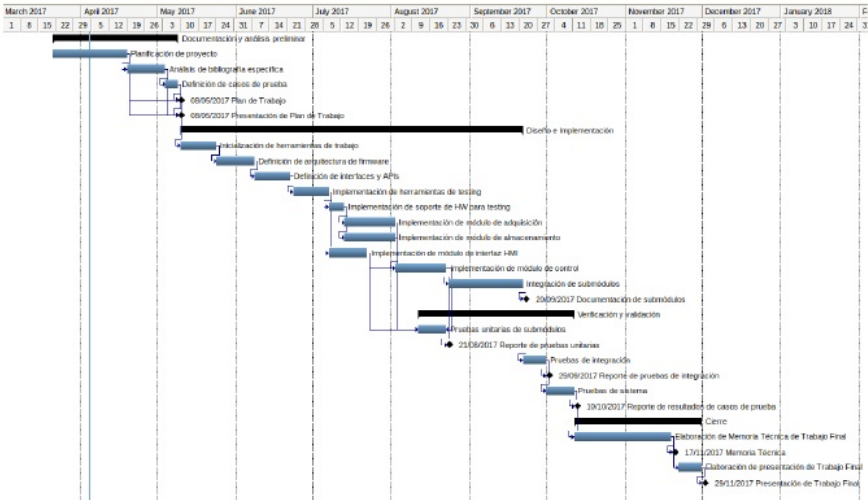 March 2017 April 2017 May 2017 June 2017 July 2017 August 2017 September 2017 October 2017 November 2017 December 2017 January 2018 F
1 8 15 22 29 5 12 19 26 3 10 17 24 31 7 14 21 28 5 12 19 26 2 9 16 23 30 6 13 20 27 4 11 18 25 1 8 15 22 29 6 13 20 27 3 10 17 24 31
Documentación y análisis preliminar
Planificación de proyecto
Análisis de bibliografía específica
Definición de casos de prueba
08/05/2017 Plan de Trabajo
08/05/2017 Presentación de Plan de Trabajo
Diseño e Implementación
Inicialización de herramientas de trabajo
Definición de arquitectura de firmware
Definición de interfaces y APIs
Implementación de herramientas de testing
Implementación de soporte de HW para testing
Implementación de módulo de adquisición
Implementación de módulo de almacenamiento
Implementación de módulo de interfaz HMI
Implementación de módulo de control
Integración de submódulos
20/09/2017 Documentación de submódulos
Verificación y validación
Pruebas unitarias de submódulos
21/08/2017 Reporte de pruebas unitarias
Pruebas de integración
29/09/2017 Reporte de pruebas de integración
Pruebas de sistema
10/10/2017 Reporte de resultados de casos de prueba
Cierre
Elaboración de Memoria Técnica de Trabajo Final
17/11/2017 Memoria Técnica
Elaboración de presentación de Trabajo Final
29/11/2017 Presentación de Trabajo Final